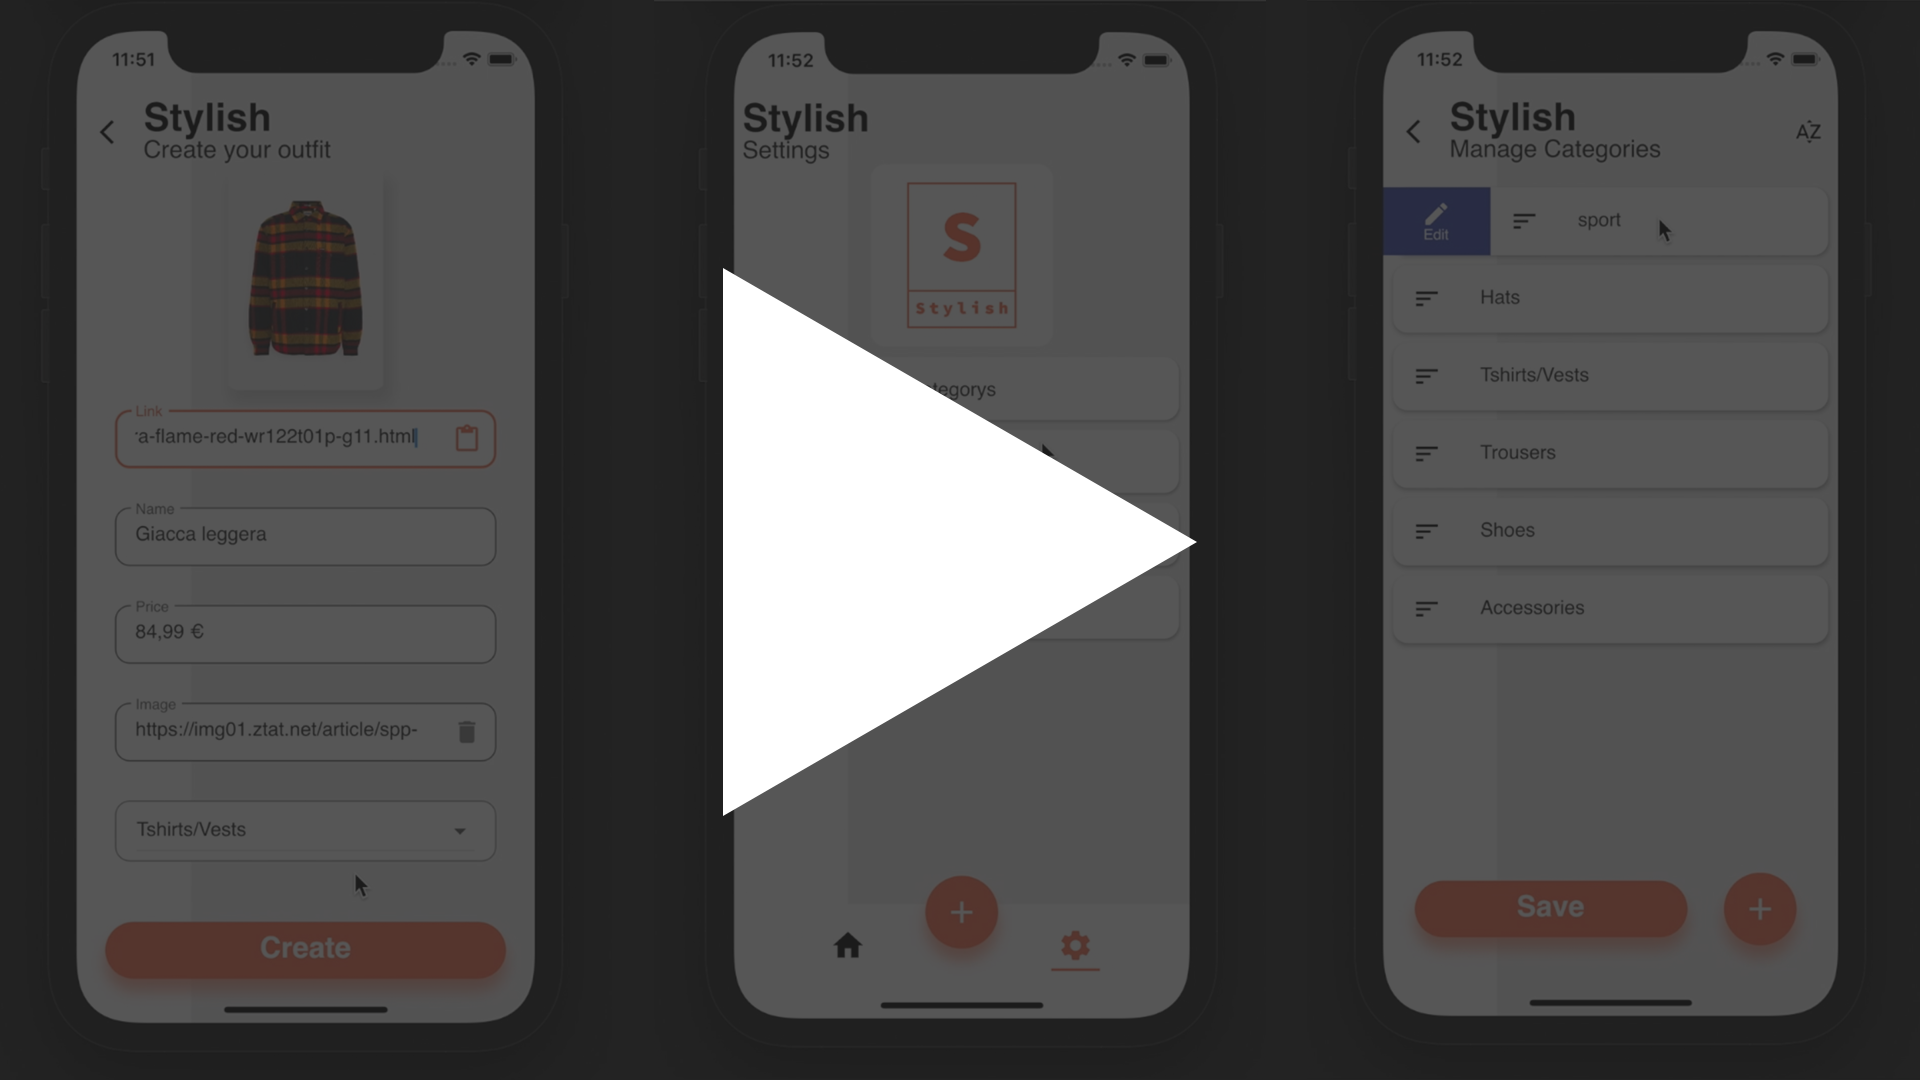 11:51
Stylish
Create your outfit
Link
ra-flame-red-wr122t01p-g11.html
Name
Giacca leggera
Price
84,99 €
Image
https://img01.ztat.net/article/spp-
Tshirts/Vests
Create
11:52
Stylish
Settings
S
Stylish
tegorys
11:52
Stylish
Manage Categories
AZ
Edit
sport
Hats
Tshirts/Vests
Trousers
Shoes
Accessories
Save